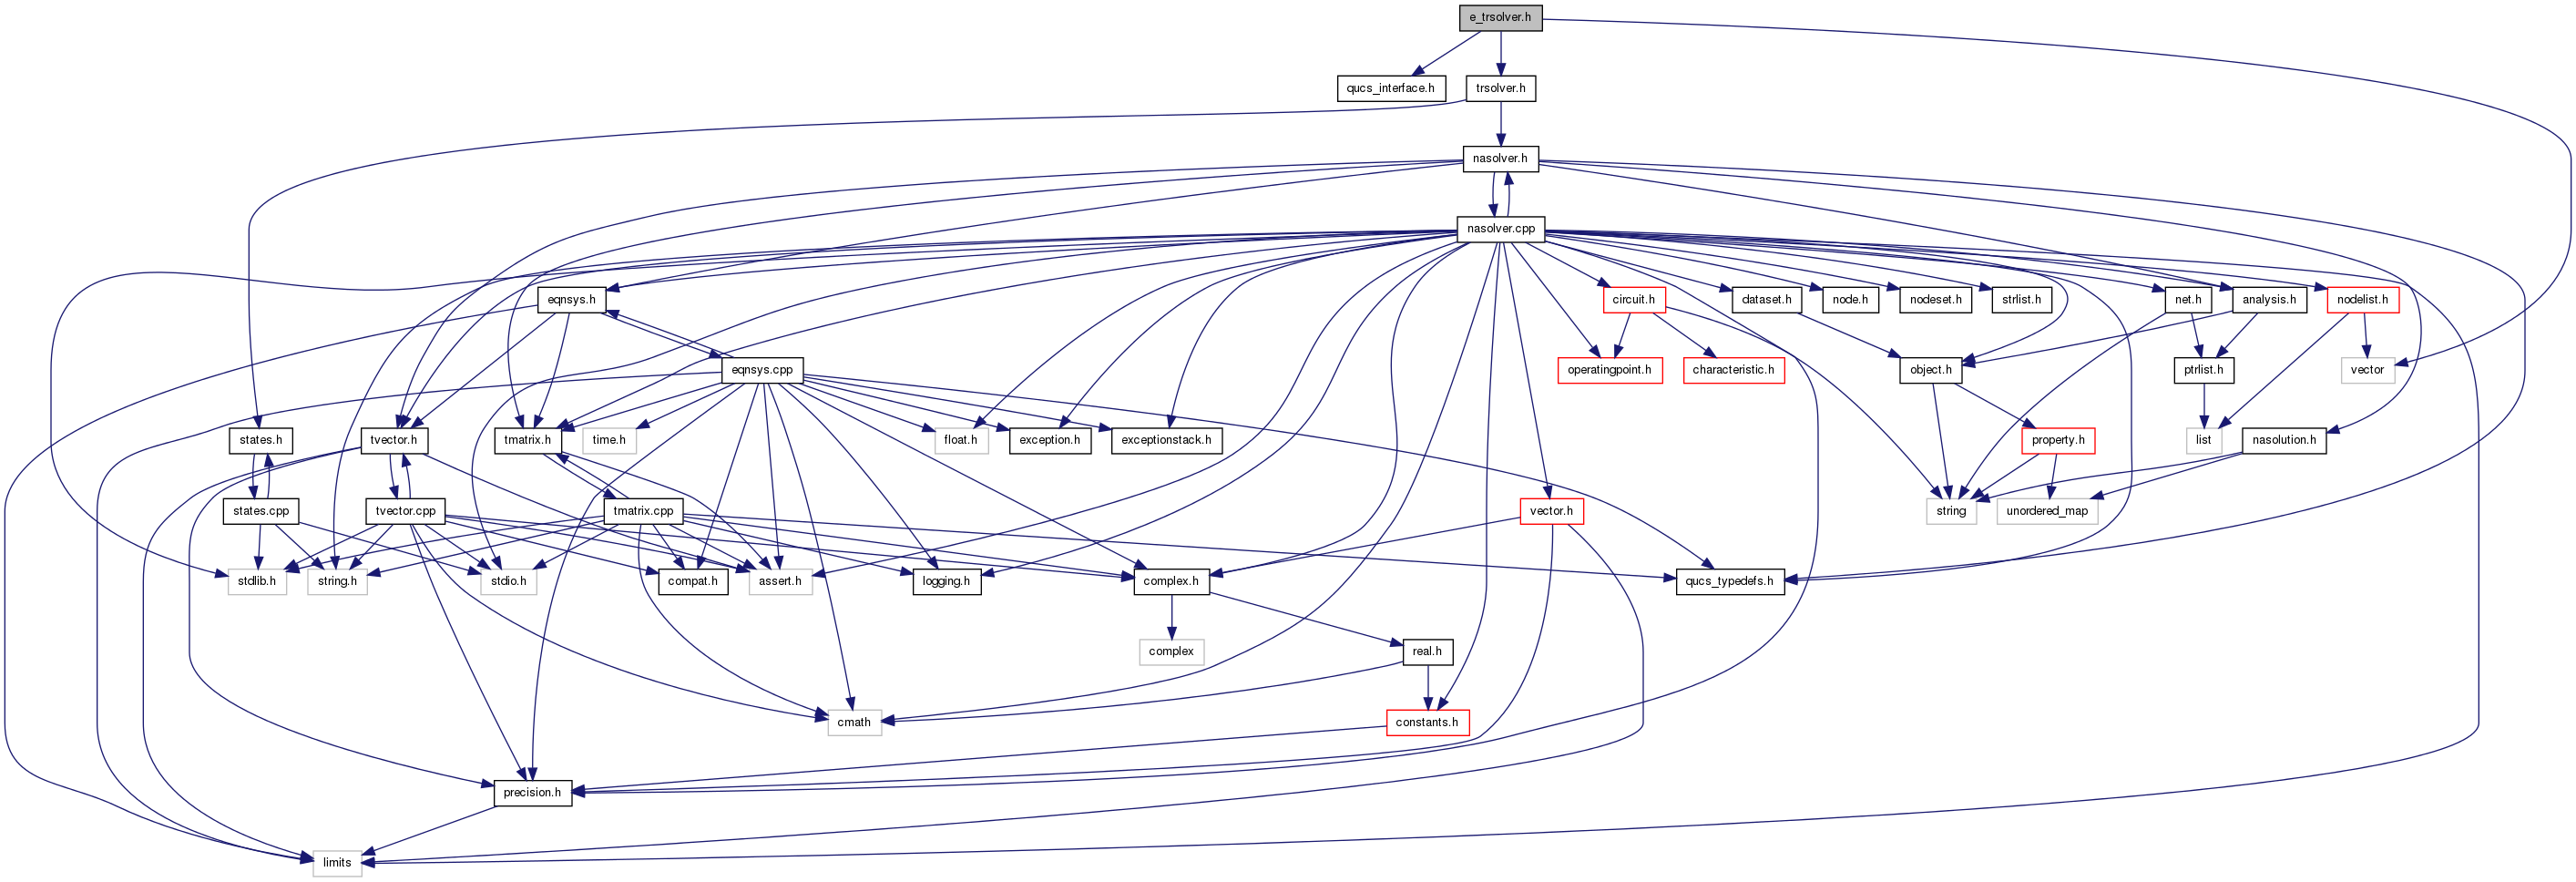 e_trsolver.h
qucs_interface.h
trsolver.h
nasolver.h
nasolver.cpp
eqnsys.h
circuit.h
dataset.h
node.h
nodeset.h
strlist.h
net.h
analysis.h
nodelist.h
eqnsys.cpp
operatingpoint.h
characteristic.h
object.h
ptrlist.h
vector
states.h
tvector.h
tmatrix.h
time.h
float.h
exception.h
exceptionstack.h
property.h
list
nasolution.h
states.cpp
tvector.cpp
tmatrix.cpp
vector.h
string
unordered_map
stdlib.h
string.h
stdio.h
compat.h
assert.h
logging.h
complex.h
qucs_typedefs.h
complex
real.h
cmath
constants.h
precision.h
limits